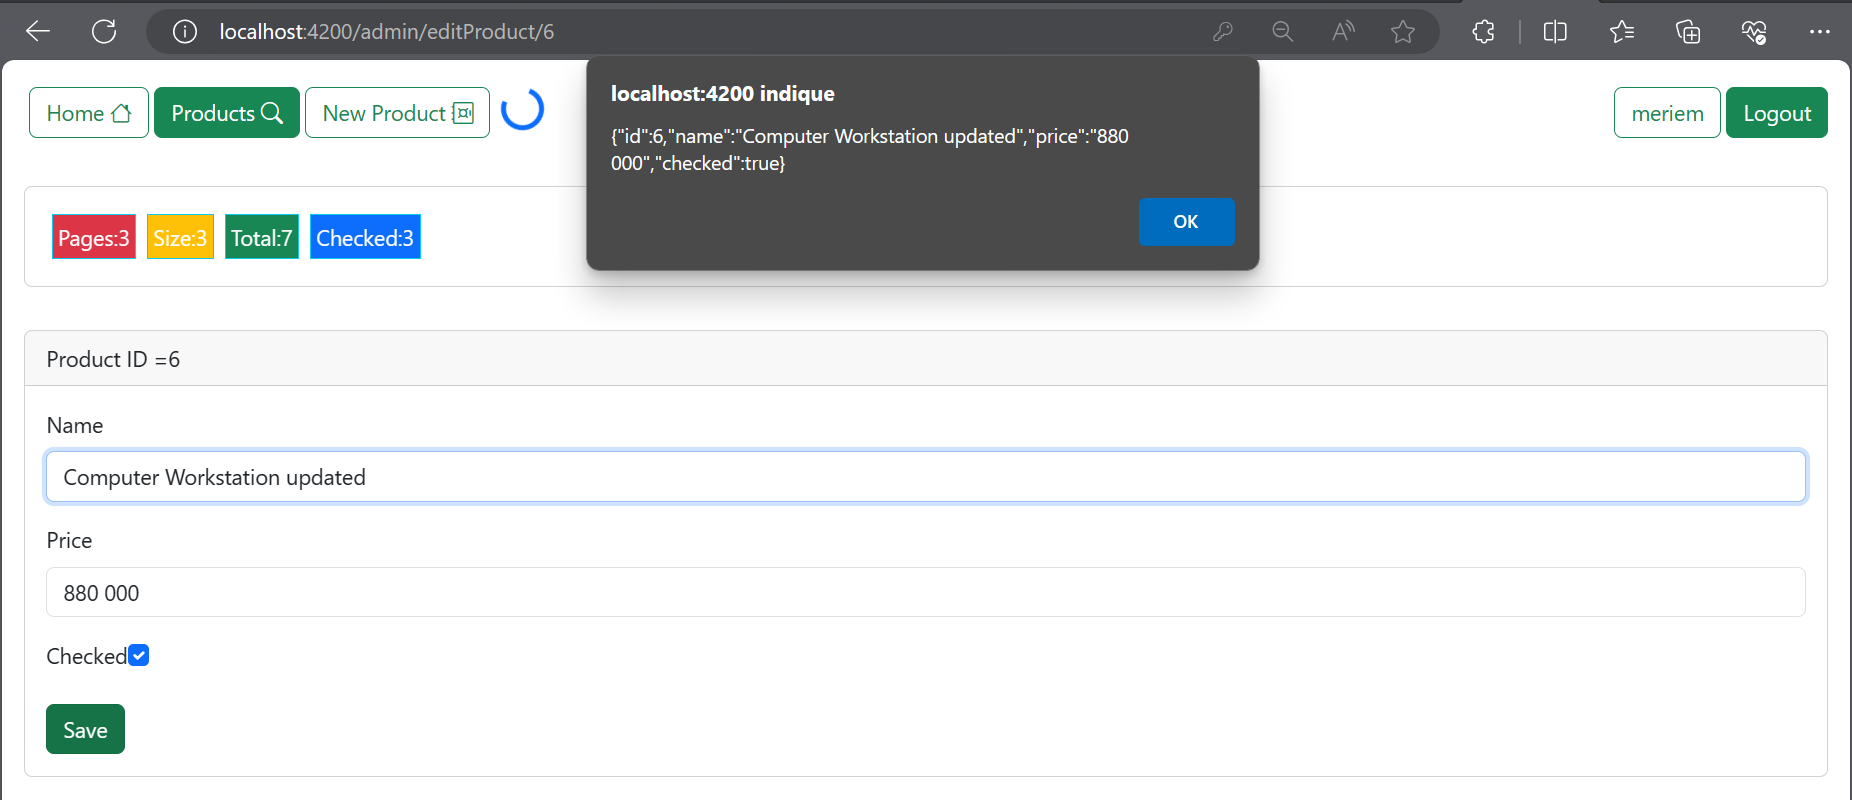 localhost:4200/admin/editProduct/6
Home
Products
New Product
meriem
Logout
localhost:4200 indique
{"id":6,"name":"Computer Workstation updated","price":"880
000","checked":true}
OK
Pages:3
Size:3
Total:7
Checked:3
Product ID =6
Name
Computer Workstation updated
Price
880 000
Checked
Save